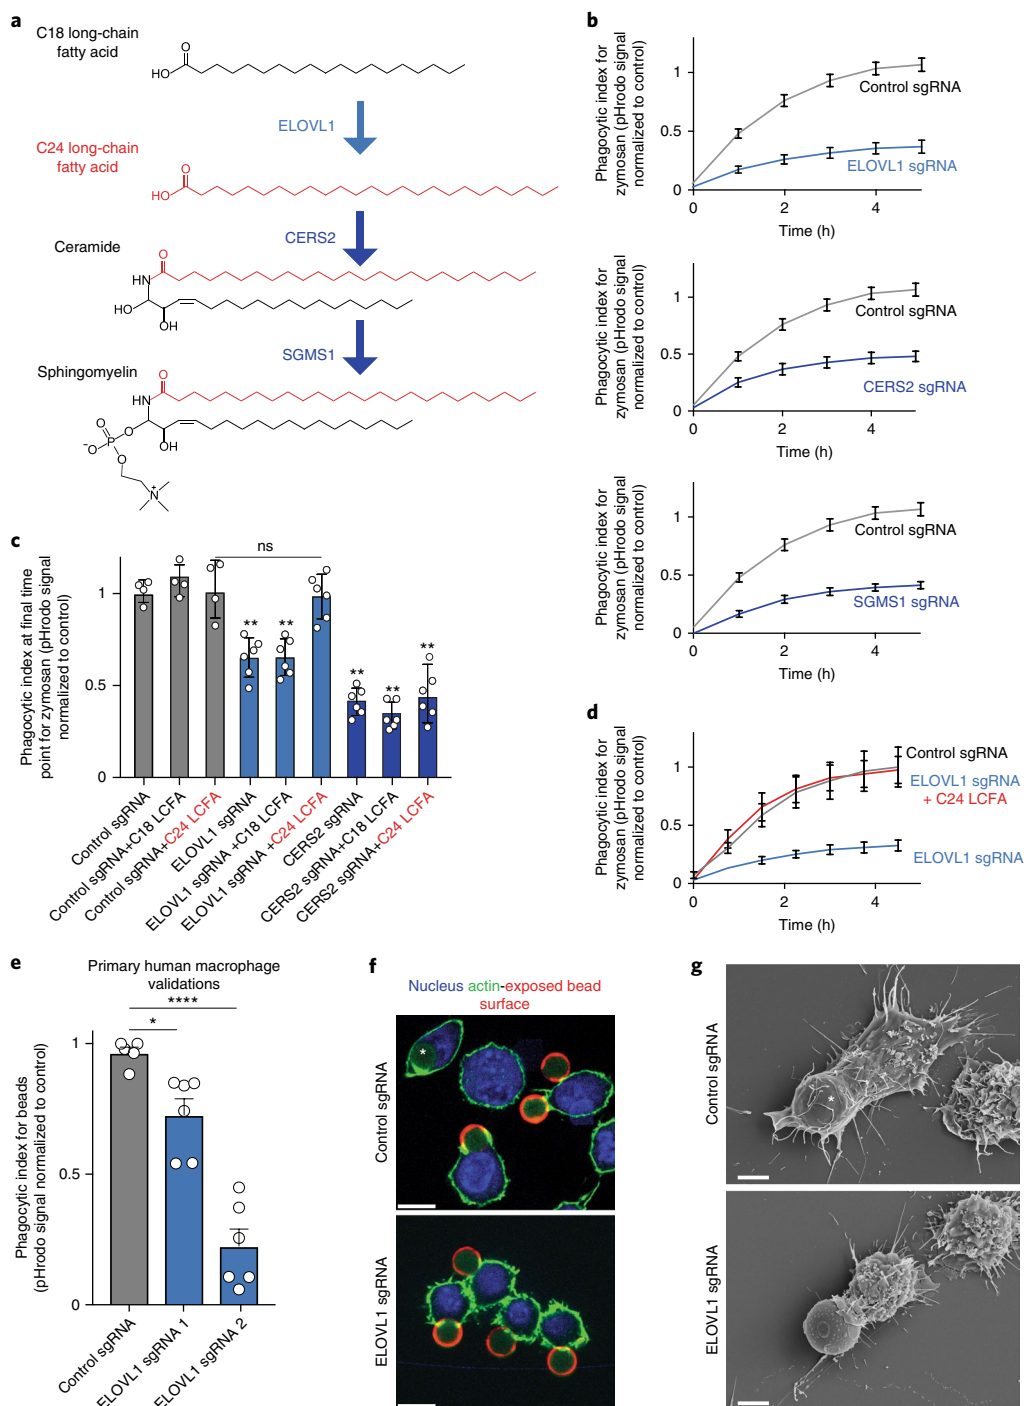 a
C18 long-chain
fatty acid
O
HO
ELOVL1
C24 long-chain
fatty acid
O
HO
CERS2
Ceramide
O
HN
HO
OH
SGMS1
Sphingomyelin
O
HN
O
O
P
⁻O
OH
O
N
+
b
Phagocytic index for
zymosan (pHrodo signal
normalized to control)
1
0.5
0
Control sgRNA
ELOVL1 sgRNA
0
2
4
Time (h)
Phagocytic index for
zymosan (pHrodo signal
normalized to control)
1
0.5
0
Control sgRNA
CERS2 sgRNA
0
2
4
Time (h)
Phagocytic index for
zymosan (pHrodo signal
normalized to control)
1
0.5
0
Control sgRNA
SGMS1 sgRNA
0
2
4
Time (h)
c
Phagocytic index at final time
point for zymosan (pHrodo signal
normalized to control)
1
0.5
0
ns
**
**
**
**
**
Control sgRNA
Control sgRNA+C18 LCFA
Control sgRNA+C24 LCFA
ELOVL1 sgRNA
ELOVL1 sgRNA +C18 LCFA
ELOVL1 sgRNA +C24 LCFA
CERS2 sgRNA
CERS2 sgRNA+C18 LCFA
CERS2 sgRNA+C24 LCFA
d
Phagocytic index for
zymosan (pHrodo signal
normalized to control)
1
0.5
0
Control sgRNA
ELOVL1 sgRNA
+ C24 LCFA
ELOVL1 sgRNA
0
2
4
Time (h)
e
Primary human macrophage
validations
****
*
Phagocytic index for beads
(pHrodo signal normalized to control)
1
0.5
0
Control sgRNA
ELOVL1 sgRNA 1
ELOVL1 sgRNA 2
f
Nucleus actin-exposed bead
surface
Control sgRNA
*
ELOVL1 sgRNA
g
Control sgRNA
*
ELOVL1 sgRNA